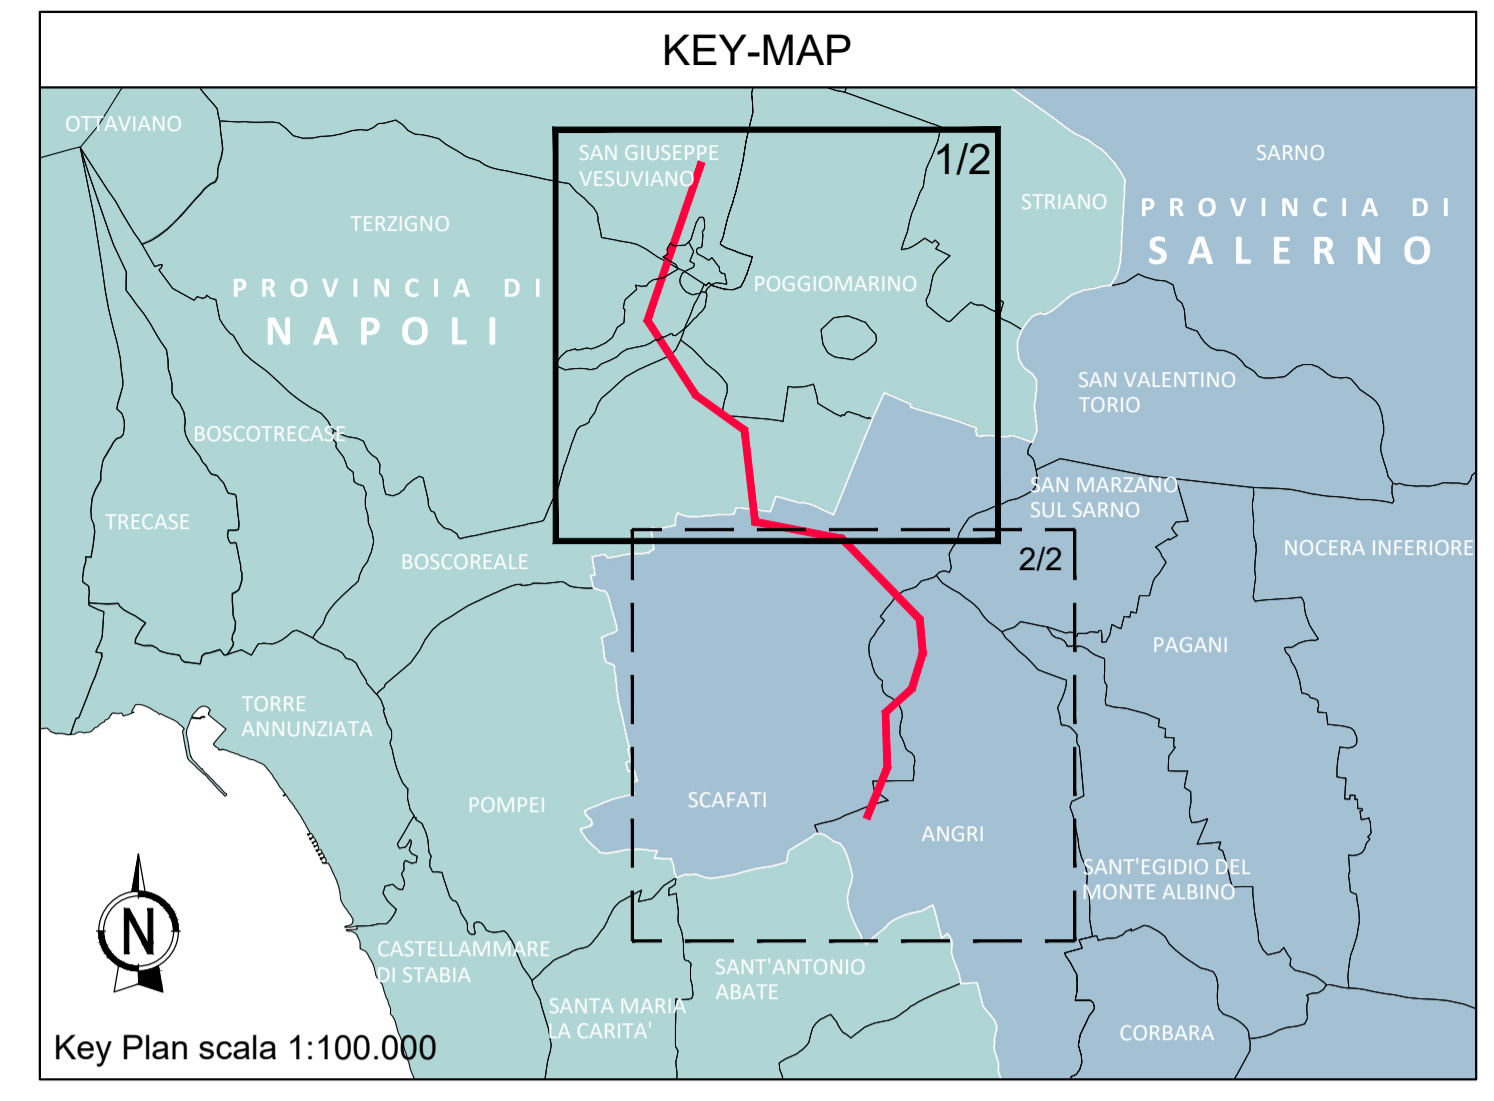 KEY-MAP
OTTAVIANO
SAN GIUSEPPE
VESUVIANO
1/2
SARNO
STRIANO
PROVINCIA DI
SALERNO
TERZIGNO
PROVINCIA DI
NAPOLI
POGGIOMARINO
SAN VALENTINO
TORIO
BOSCOTRECASE
SAN MARZANO
SUL SARNO
TRECASE
BOSCOREALE
2/2
NOCERA INFERIORE
PAGANI
TORRE
ANNUNZIATA
POMPEI
SCAFATI
ANGRI
SANT'EGIDIO DEL
MONTE ALBINO
N
CASTELLAMMARE
DI STABIA
SANT'ANTONIO
ABATE
SANTA MARIA
LA CARITA'
CORBARA
Key Plan scala 1:100.000